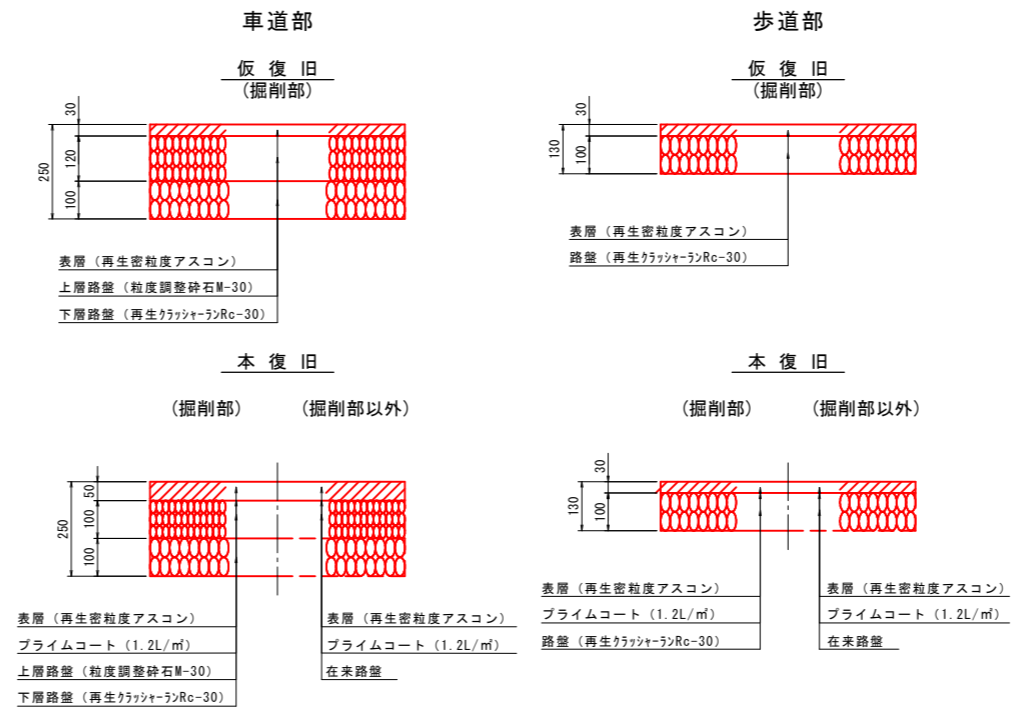 車道部
仮 復 旧
(掘削部)
30
120
100
250
表層（再生密粒度アスコン）
上層路盤（粒度調整砕石M-30）
下層路盤（再生クラッシャーランRc-30）
歩道部
仮 復 旧
(掘削部)
30
100
130
表層（再生密粒度アスコン）
路盤（再生クラッシャーランRc-30）
本 復 旧
(掘削部)
(掘削部以外)
50
100
100
250
表層（再生密粒度アスコン）
プライムコート（1.2L/㎡）
上層路盤（粒度調整砕石M-30）
下層路盤（再生クラッシャーランRc-30）
表層（再生密粒度アスコン）
プライムコート（1.2L/㎡）
在来路盤
本 復 旧
(掘削部)
(掘削部以外)
30
100
130
表層（再生密粒度アスコン）
プライムコート（1.2L/㎡）
路盤（再生クラッシャーランRc-30）
表層（再生密粒度アスコン）
プライムコート（1.2L/㎡）
在来路盤